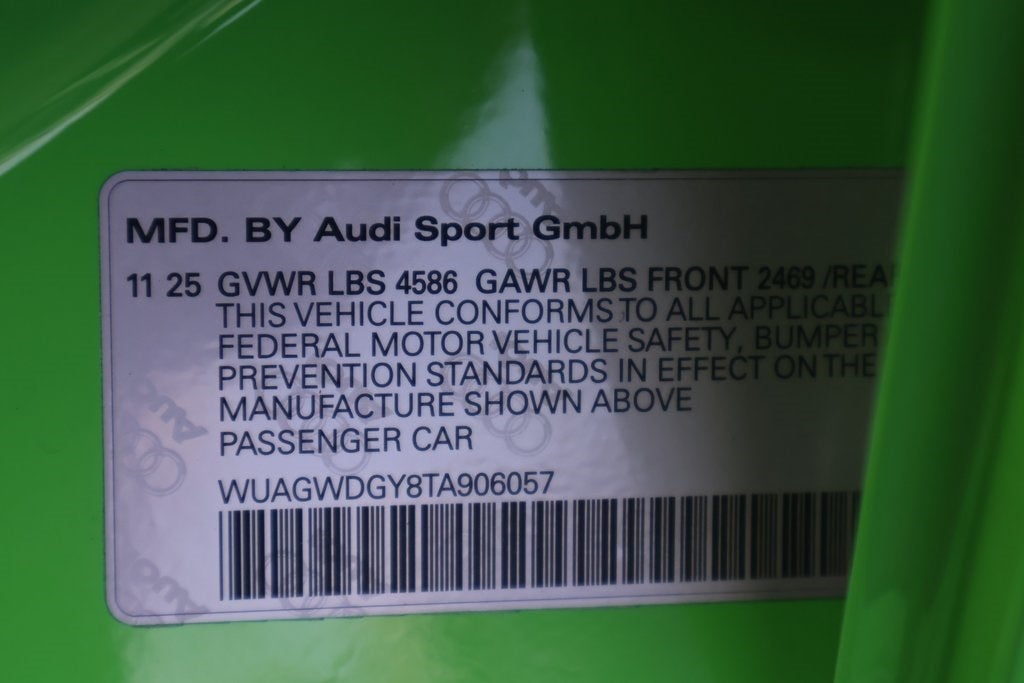 MFD. BY Audi Sport GmbH
11 25 GVWR LBS 4586 GAWR LBS FRONT 2469 /REAR
THIS VEHICLE CONFORMS TO ALL APPLICABL
FEDERAL MOTOR VEHICLE SAFETY, BUMPER
PREVENTION STANDARDS IN EFFECT ON THE
MANUFACTURE SHOWN ABOVE
PASSENGER CAR
WUAGWDGY8TA906057